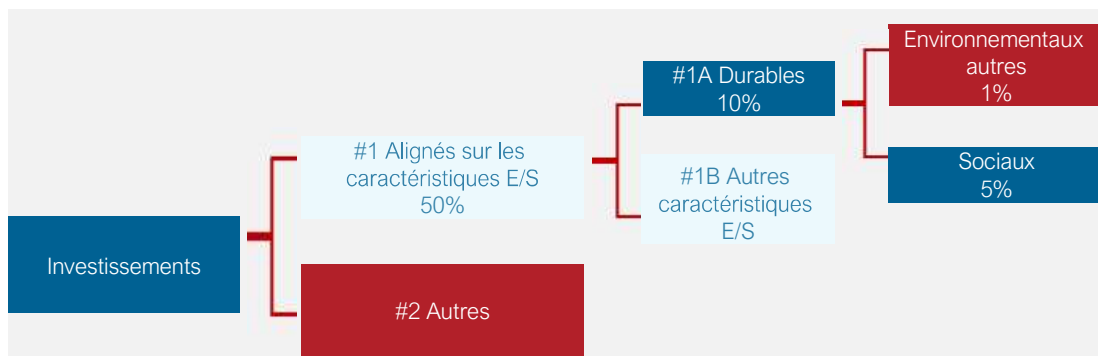 Investissements
#1 Alignés sur les
caractéristiques E/S
50%
#2 Autres
#1A Durables
10%
#1B Autres
caractéristiques
E/S
Environnementaux
autres
1%
Sociaux
5%